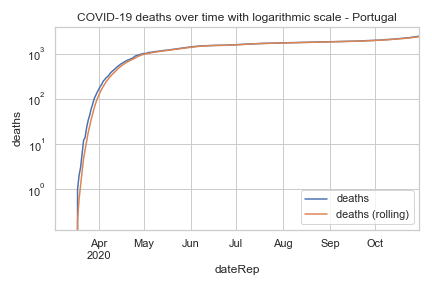 COVID-19 deaths over time with logarithmic scale - Portugal
deaths
10³
10²
10¹
10⁰
Apr May Jun Jul Aug Sep Oct
2020
dateRep
deaths
deaths (rolling)